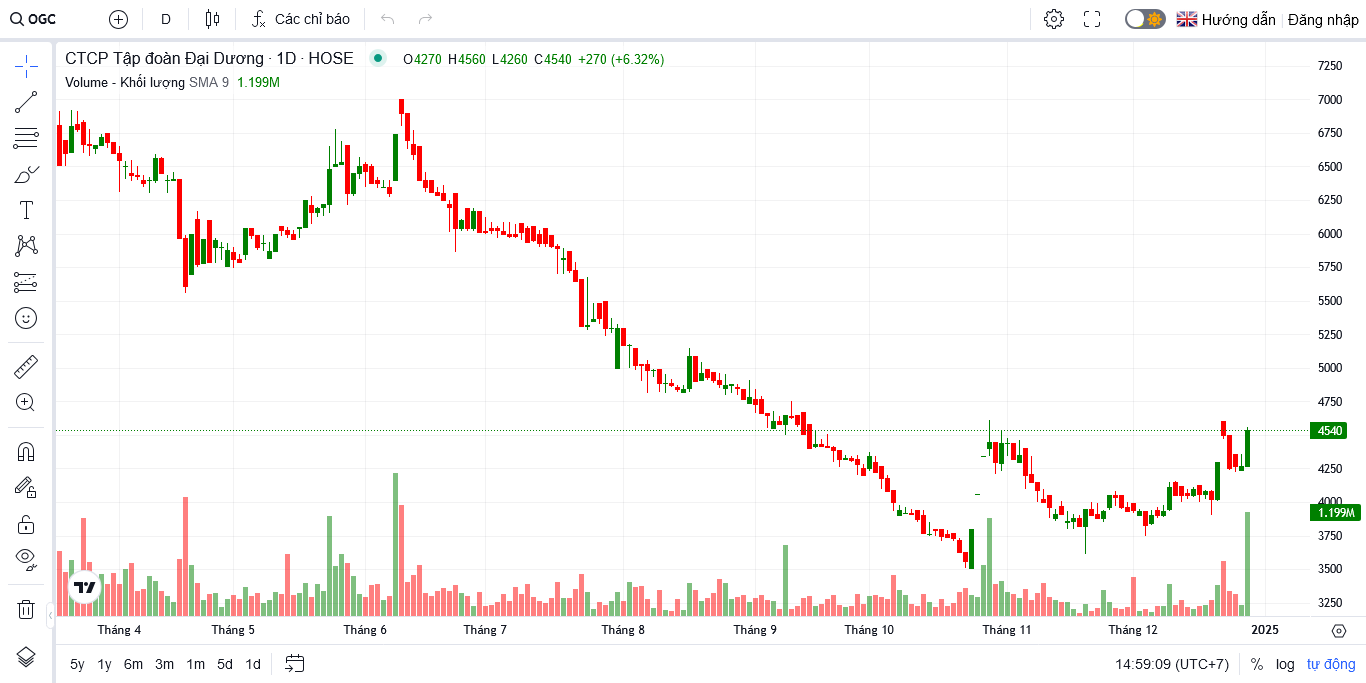 OGC D Các chỉ báo Hướng dẫn Đăng nhập
CTCP Tập đoàn Đại Dương · 1D · HOSE O4270 H4560 L4260 C4540 +270 (+6.32%)
Volume - Khối lượng SMA 9 1.199M
7250
7000
6750
6500
6250
6000
5750
5500
5250
5000
4750
4540
4250
4000
1.199M
3750
3500
3250
Tháng 4 Tháng 5 Tháng 6 Tháng 7 Tháng 8 Tháng 9 Tháng 10 Tháng 11 Tháng 12 2025
5y 1y 6m 3m 1m 5d 1d 14:59:09 (UTC+7) % log tự động